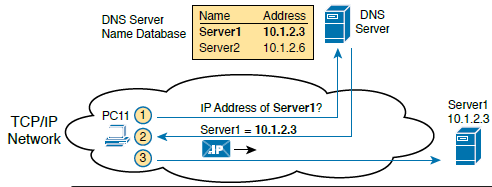 DNS Server
Name Database
Name Address
Server1 10.1.2.3
Server2 10.1.2.6
DNS
Server
TCP/IP
Network
PC11
1
IP Address of Server1?
2
Server1 = 10.1.2.3
IP
3
Server1
10.1.2.3